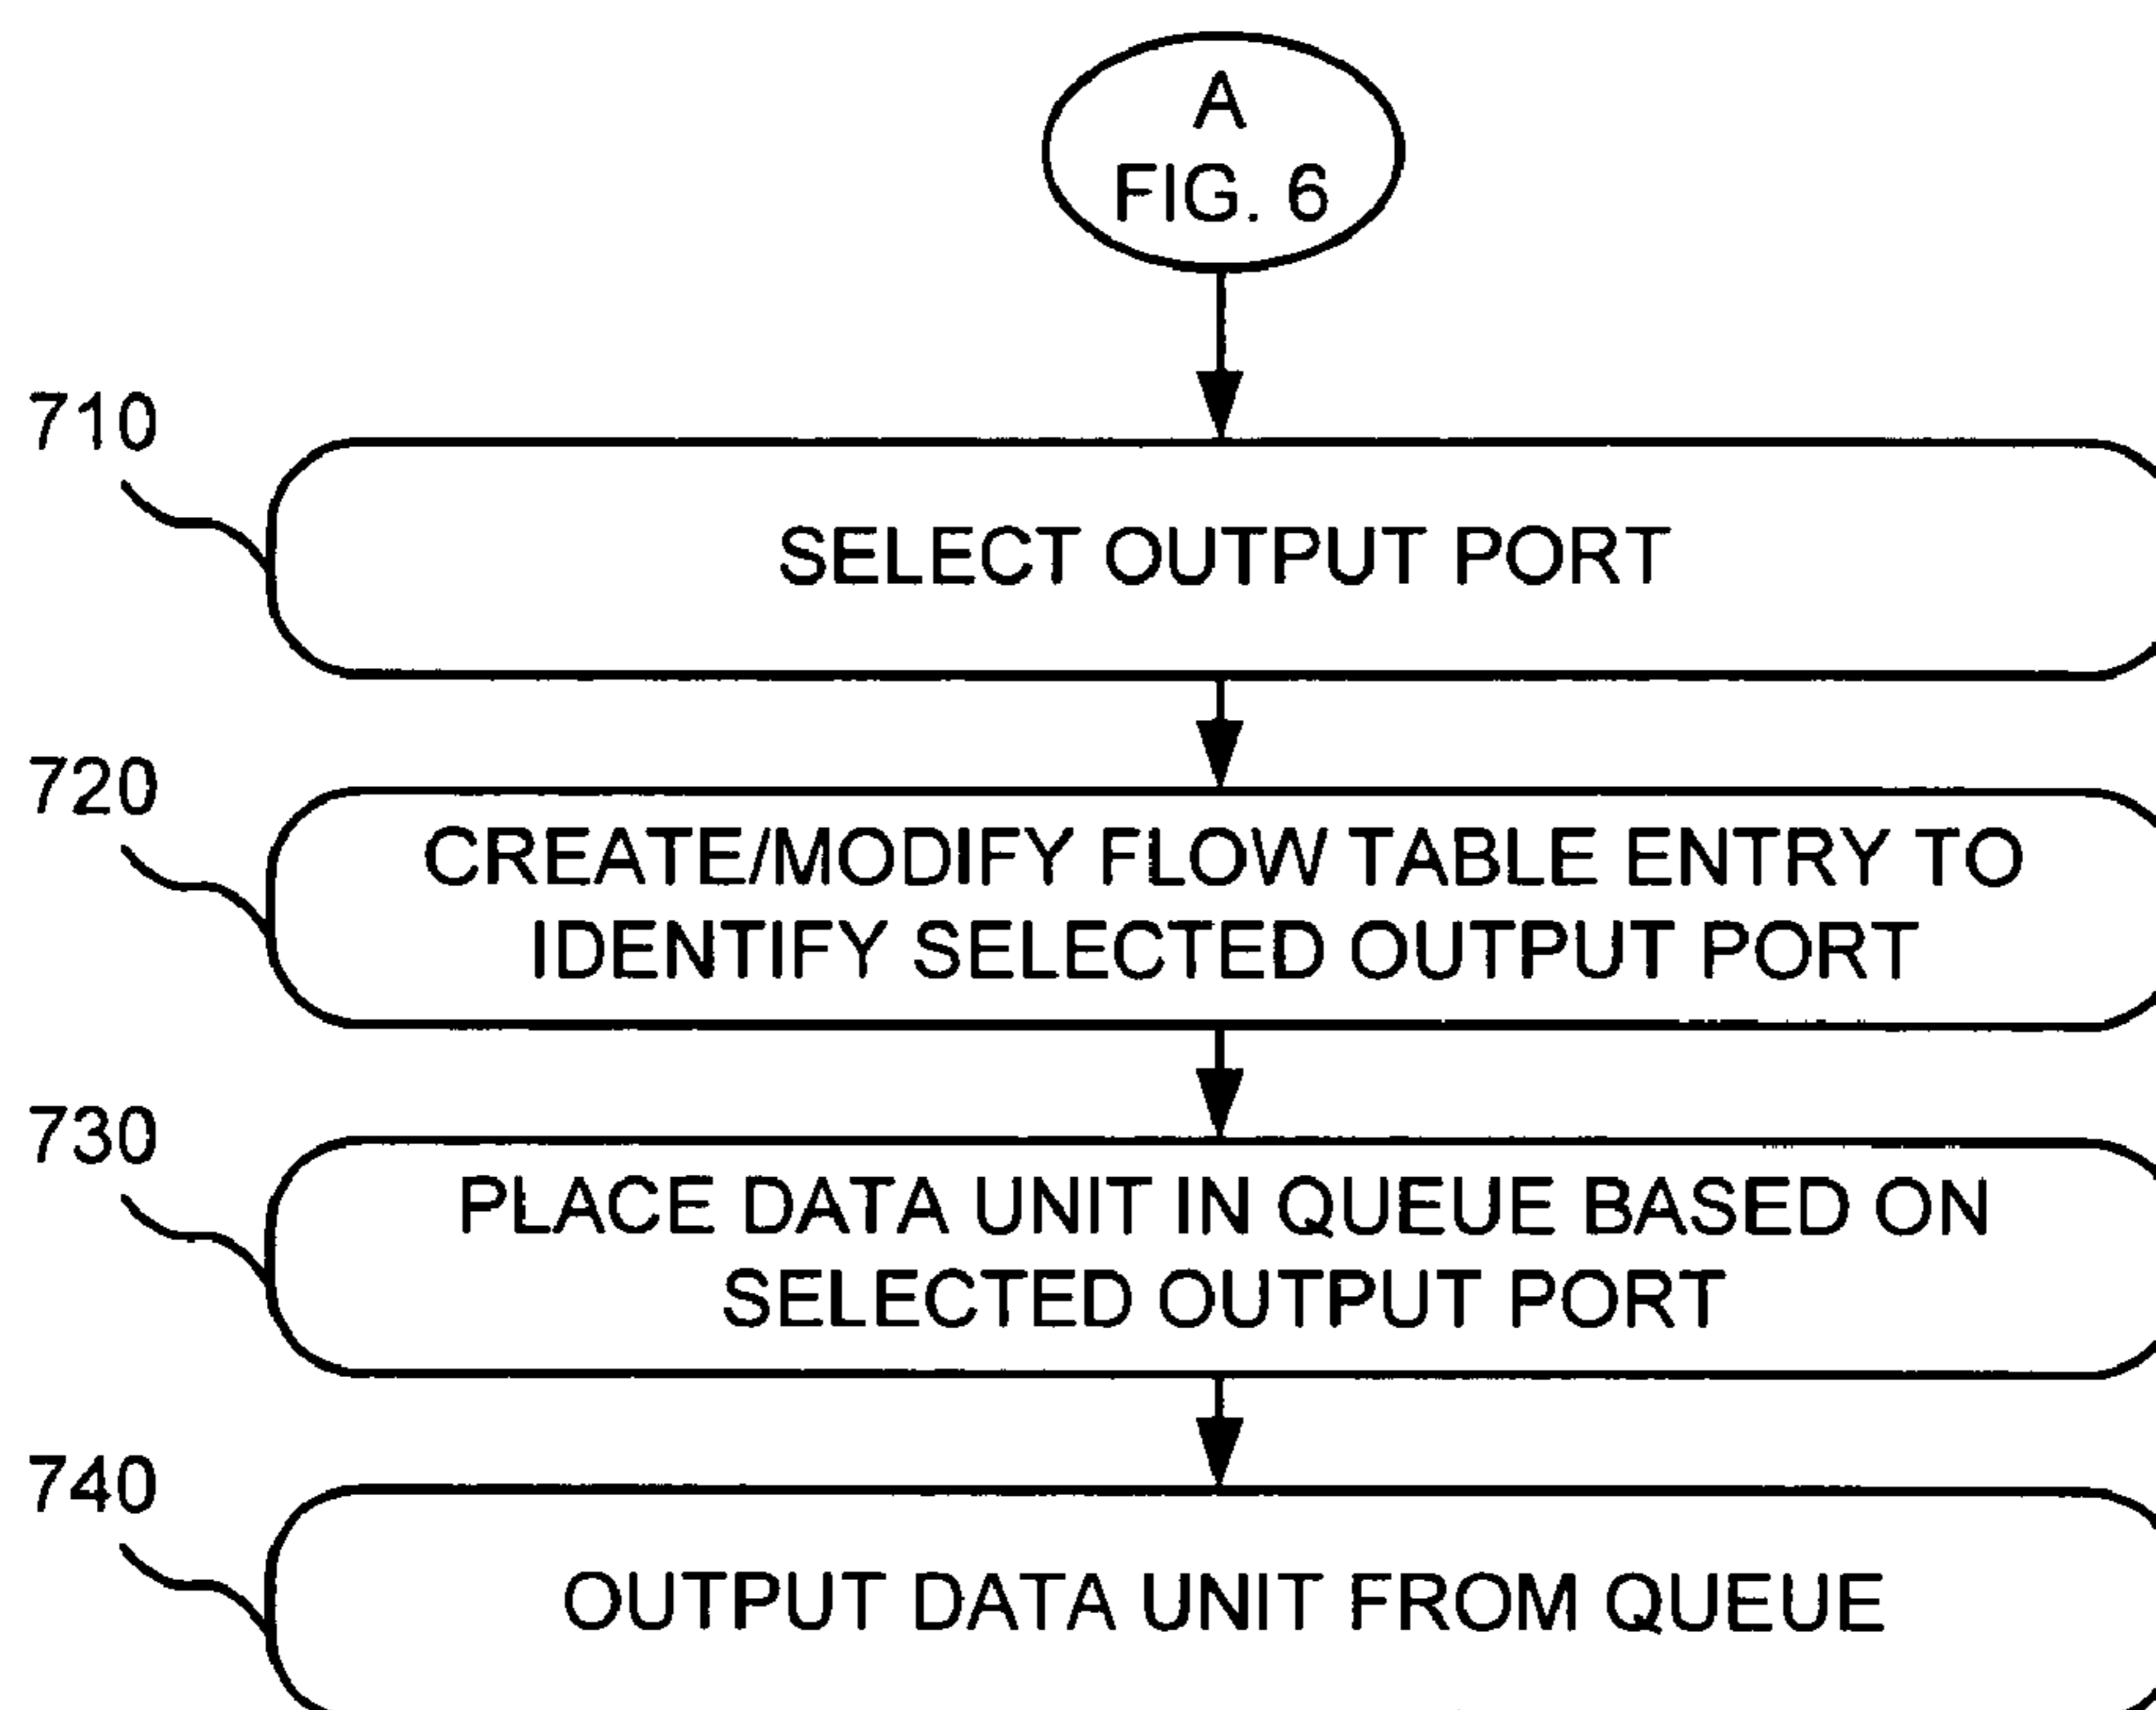 A
FIG. 6
710
SELECT OUTPUT PORT
720
CREATE/MODIFY FLOW TABLE ENTRY TO
IDENTIFY SELECTED OUTPUT PORT
730
PLACE DATA UNIT IN QUEUE BASED ON
SELECTED OUTPUT PORT
740
OUTPUT DATA UNIT FROM QUEUE